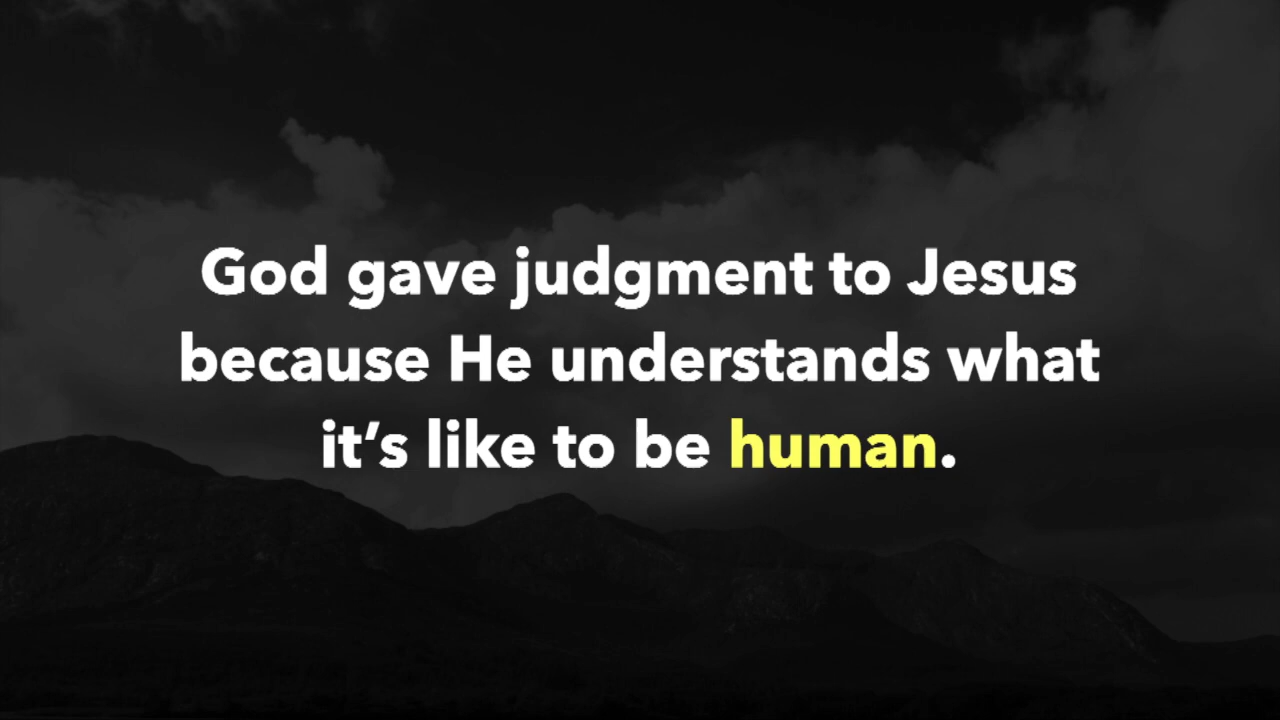 God gave judgment to Jesus
because He understands what
it’s like to be human.